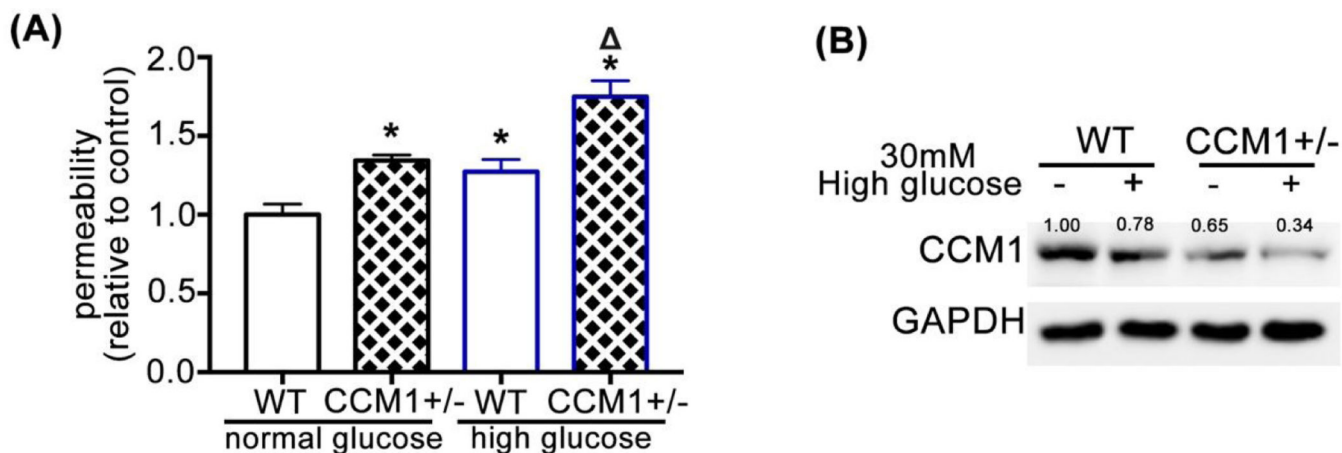 (A)
permeability
(relative to control)
2.0
1.5
1.0
0.5
0.0
*
*
Δ
*
WT CCM1+/- WT CCM1+/-
normal glucose high glucose
(B)
WT CCM1+/-
30mM
High glucose - + - +
1.00 0.78 0.65 0.34
CCM1
GAPDH